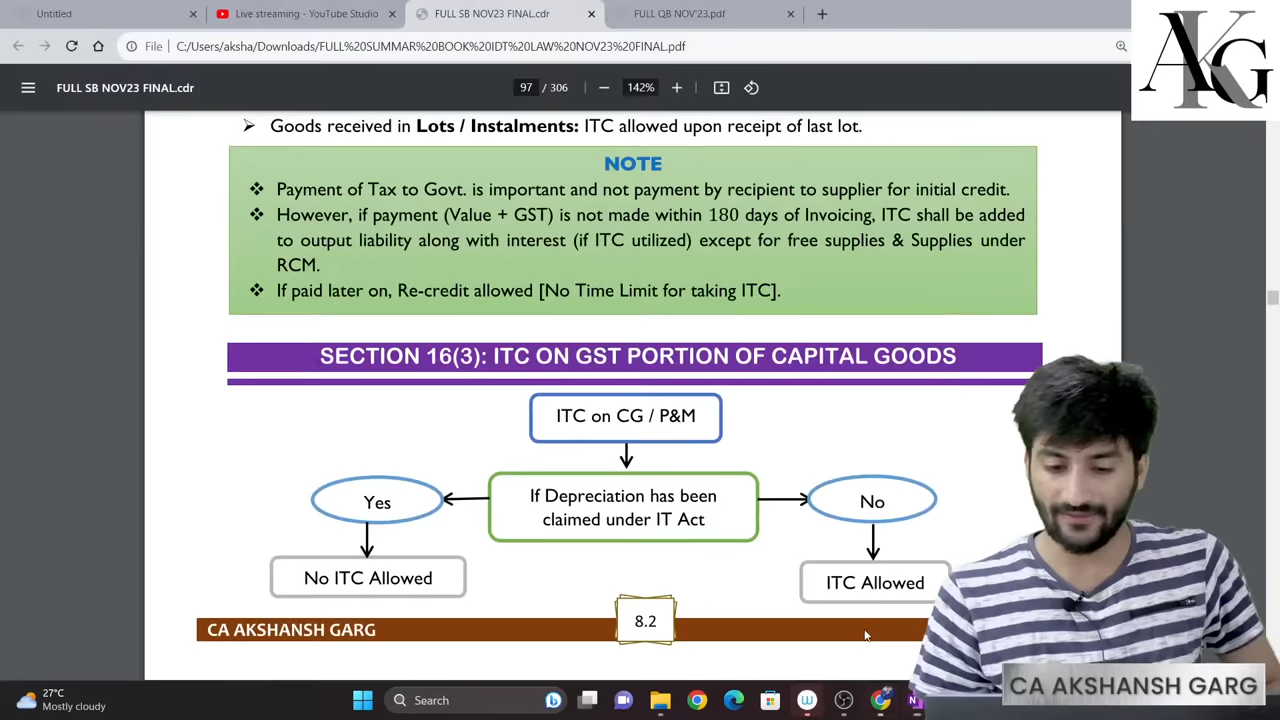 Untitled
Live streaming - YouTube Studio
FULL SB NOV23 FINAL.cdr
FULL QB NOV'23.pdf
File
C:/Users/aksha/Downloads/FULL%20SUMMAR%20BOOK%20IDT%20LAW%20NOV23%20FINAL.pdf
AKG
FULL SB NOV23 FINAL.cdr
97 / 306
142%
Goods received in Lots / Instalments: ITC allowed upon receipt of last lot.
NOTE
Payment of Tax to Govt. is important and not payment by recipient to supplier for initial credit.
However, if payment (Value + GST) is not made within 180 days of Invoicing, ITC shall be added
to output liability along with interest (if ITC utilized) except for free supplies & Supplies under
RCM.
If paid later on, Re-credit allowed [No Time Limit for taking ITC].
SECTION 16(3): ITC ON GST PORTION OF CAPITAL GOODS
ITC on CG / P&M
Yes
If Depreciation has been
claimed under IT Act
No
No ITC Allowed
ITC Allowed
CA AKSHANSH GARG
8.2
CA AKSHANSH GARG
27°C
Mostly cloudy
Search